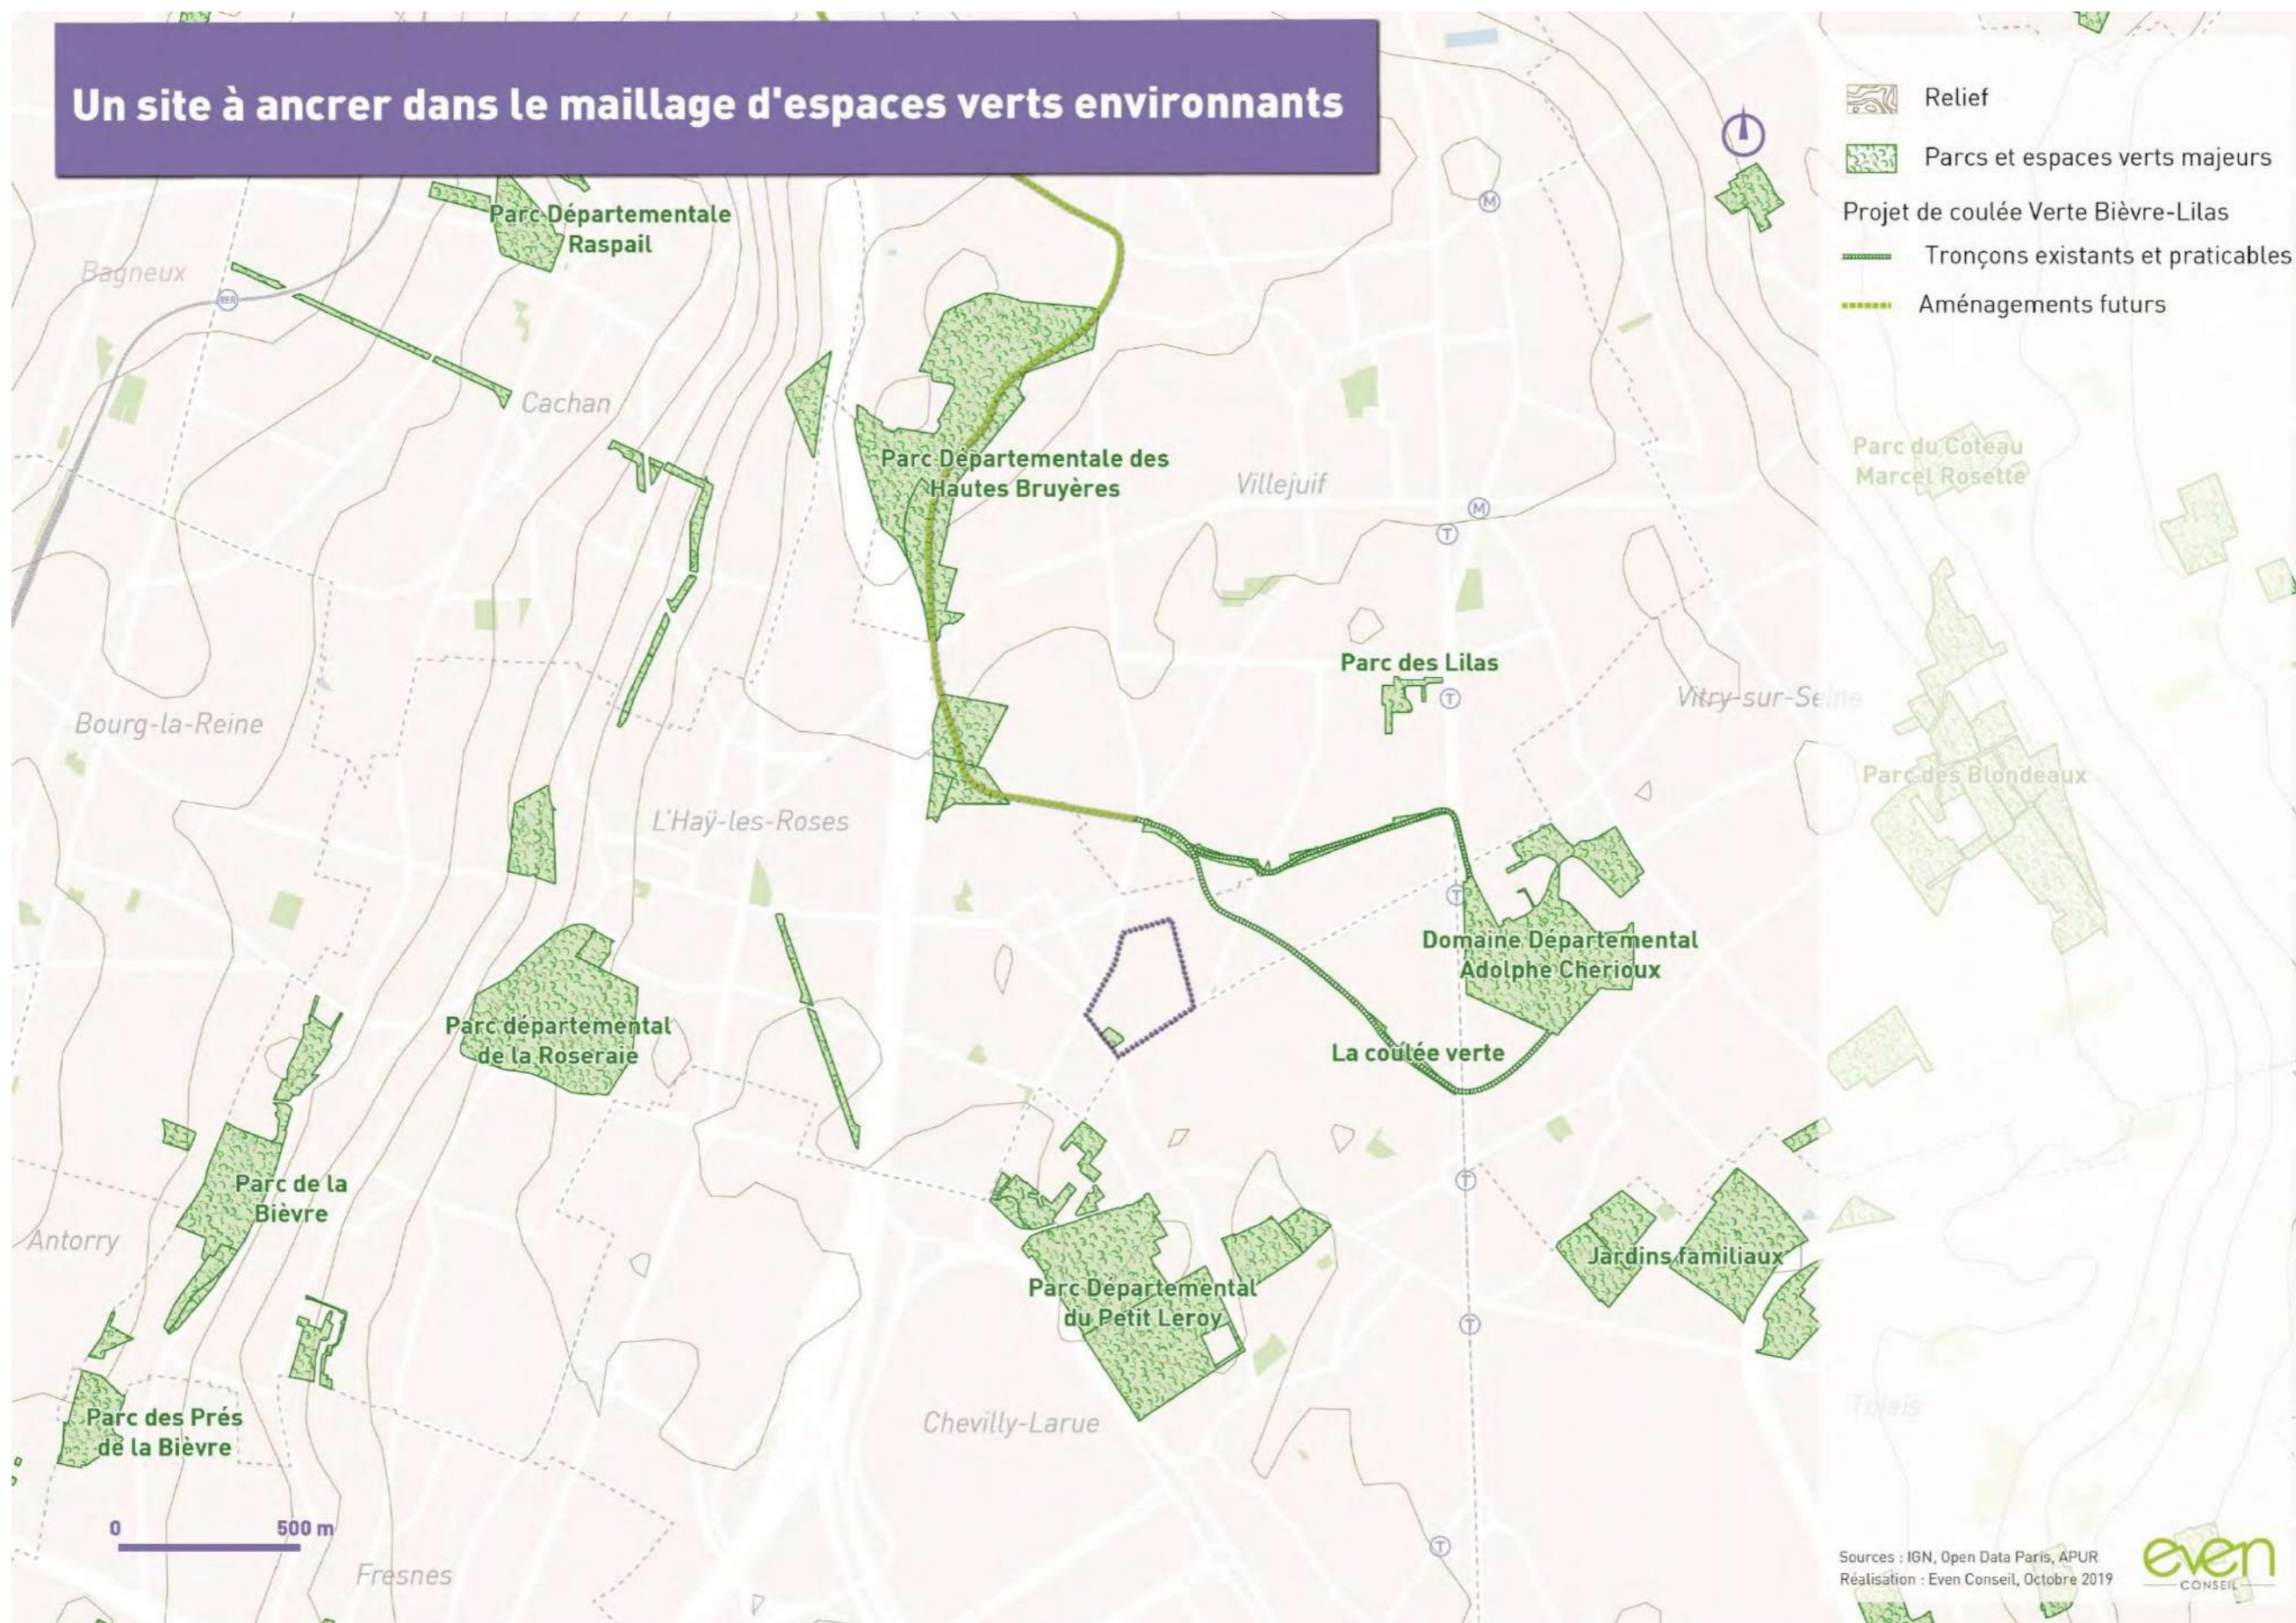 Un site à ancrer dans le maillage d'espaces verts environnants
Relief
Parcs et espaces verts majeurs
Projet de coulée Verte Bièvre-Lilas
Tronçons existants et praticables
Aménagements futurs
M
Parc Départementale
Raspail
Bagneux
RER
Cachan
Parc Départementale des
Hautes Bruyères
Villejuif
M
T
Parc du Coteau
Marcel Rosette
Parc des Lilas
T
Vitry-sur-Seine
Bourg-la-Reine
Parc des Blondeaux
L'Haÿ-les-Roses
T
Domaine Départemental
Adolphe Cherioux
Parc départemental
de la Roseraie
La coulée verte
Parc de la
Bièvre
T
Antorry
Jardins familiaux
Parc Départemental
du Petit Leroy
T
Parc des Prés
de la Bièvre
Chevilly-Larue
Thiais
0 500 m
T
Fresnes
Sources : IGN, Open Data Paris, APUR
Réalisation : Even Conseil, Octobre 2019
even
CONSEIL